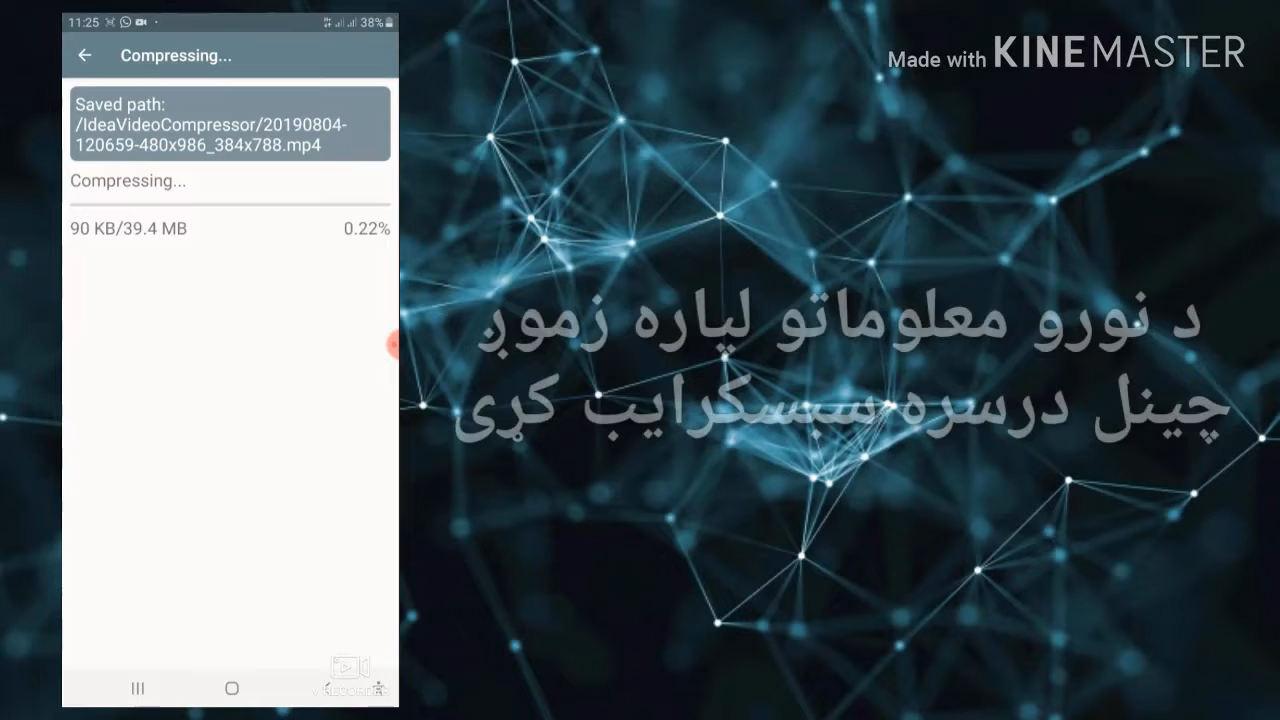 11:25
38%
Compressing...
Saved path:
/IdeaVideoCompressor/20190804-
120659-480x986_384x788.mp4
Compressing...
90 KB/39.4 MB 0.22%
Made with KINEMASTER
د نورو معلوماتو لپاره زموږ
چینل درسره سبسکرایب کړی